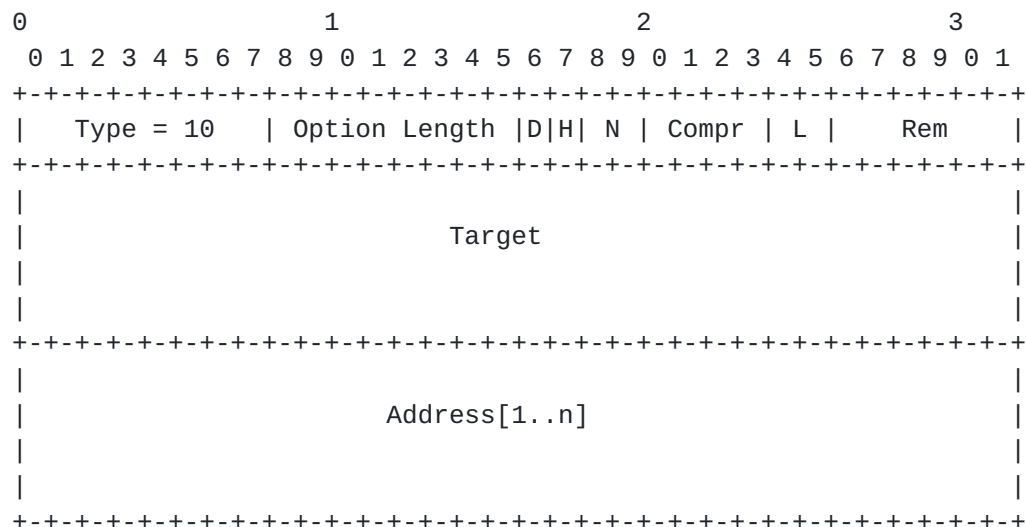 0                   1                   2                   3
 0 1 2 3 4 5 6 7 8 9 0 1 2 3 4 5 6 7 8 9 0 1 2 3 4 5 6 7 8 9 0 1
+-+-+-+-+-+-+-+-+-+-+-+-+-+-+-+-+-+-+-+-+-+-+-+-+-+-+-+-+-+-+-+-+
|   Type = 10   | Option Length |D|H| N | Compr | L |    Rem    |
+-+-+-+-+-+-+-+-+-+-+-+-+-+-+-+-+-+-+-+-+-+-+-+-+-+-+-+-+-+-+-+-+
|                                                               |
|                           Target                              |
|                                                               |
|                                                               |
+-+-+-+-+-+-+-+-+-+-+-+-+-+-+-+-+-+-+-+-+-+-+-+-+-+-+-+-+-+-+-+-+
|                                                               |
|                       Address[1..n]                           |
|                                                               |
|                                                               |
+-+-+-+-+-+-+-+-+-+-+-+-+-+-+-+-+-+-+-+-+-+-+-+-+-+-+-+-+-+-+-+-+